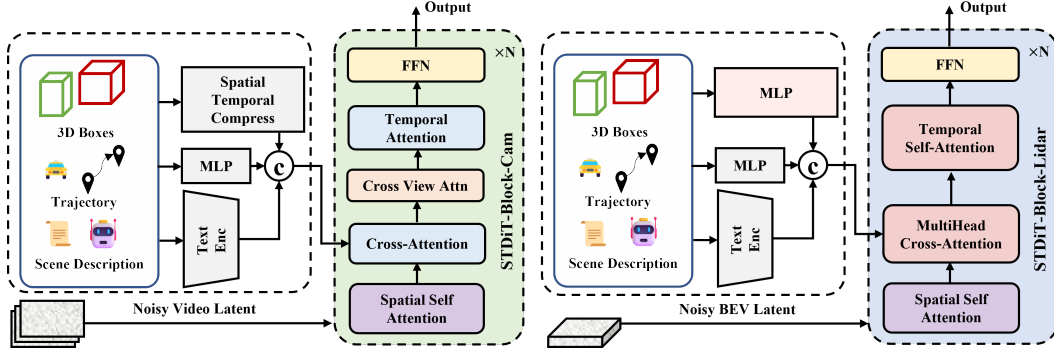 Output
×N
FFN
Temporal
Attention
Cross View Attn
Cross-Attention
Spatial Self
Attention
STDiT-Block-Cam
3D Boxes
Trajectory
Scene Description
Spatial
Temporal
Compress
MLP
Text
Enc
c
Noisy Video Latent
Output
×N
FFN
Temporal
Self-Attention
MultiHead
Cross-Attention
Spatial Self
Attention
STDiT-Block-Lidar
3D Boxes
Trajectory
Scene Description
MLP
MLP
Text
Enc
c
Noisy BEV Latent